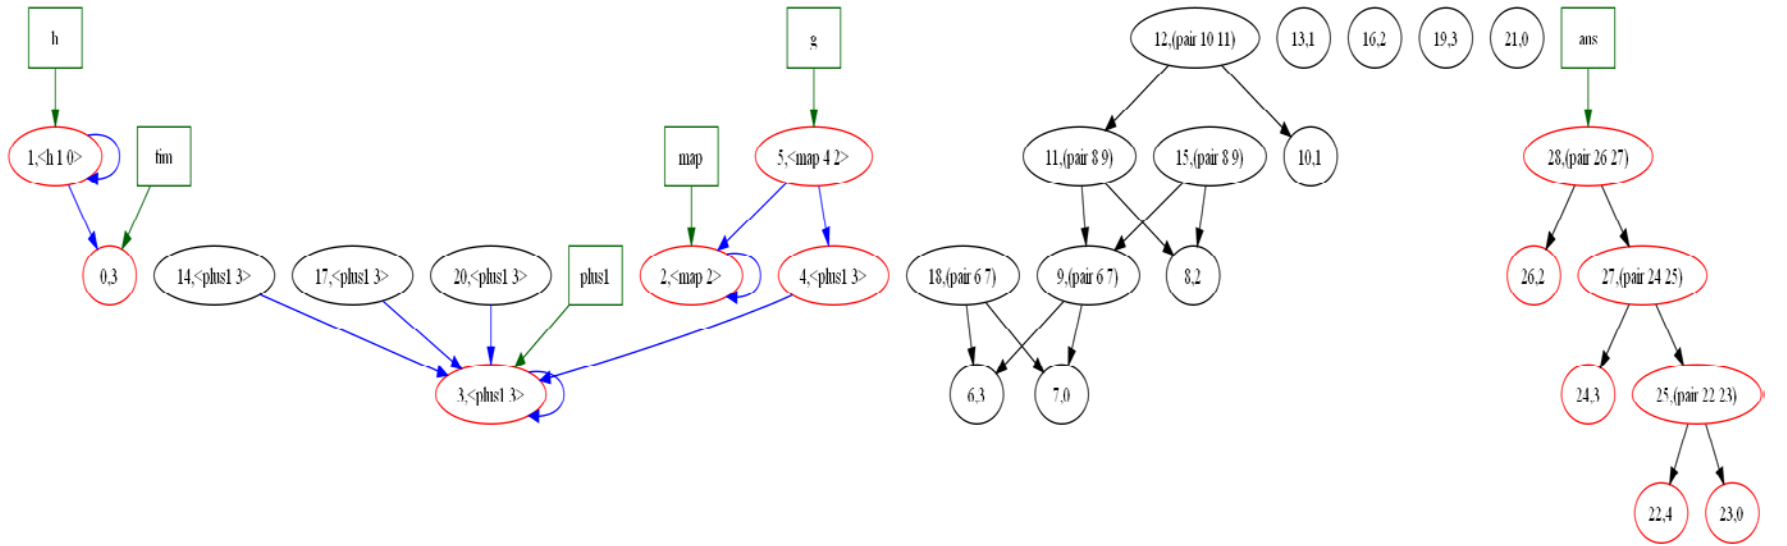 h
g
12,(pair 10 11)
13,1
16,2
19,3
21,0
ans
1,<h 1 0>
tim
map
5,<map 4 2>
11,(pair 8 9)
15,(pair 8 9)
10,1
28,(pair 26 27)
0,3
14,<plus1 3>
17,<plus1 3>
20,<plus1 3>
plus1
2,<map 2>
4,<plus1 3>
18,(pair 6 7)
9,(pair 6 7)
8,2
26,2
27,(pair 24 25)
3,<plus1 3>
6,3
7,0
24,3
25,(pair 22 23)
22,4
23,0